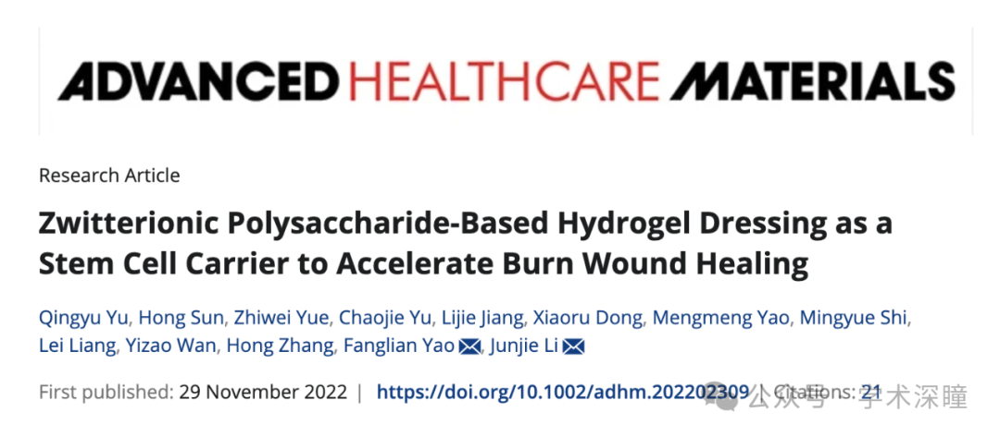 ADVANCED HEALTHCARE MATERIALS
Research Article
Zwitterionic Polysaccharide-Based Hydrogel Dressing as a
Stem Cell Carrier to Accelerate Burn Wound Healing
Qingyu Yu, Hong Sun, Zhiwei Yue, Chaojie Yu, Lijie Jiang, Xiaoru Dong, Mengmeng Yao, Mingyue Shi,
Lei Liang, Yizao Wan, Hong Zhang, Fanglian Yao, Junjie Li
First published: 29 November 2022 | https://doi.org/10.1002/adhm.202202309 | Citations: 21
公众号 · 学术深瞳